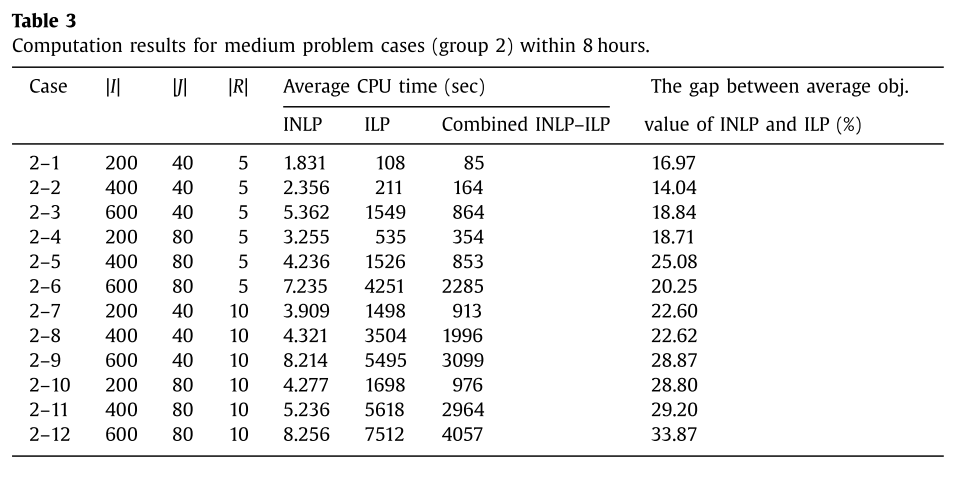 Table 3
Computation results for medium problem cases (group 2) within 8 hours.
Case |I| |J| |R| Average CPU time (sec) The gap between average obj.
INLP ILP Combined INLP–ILP value of INLP and ILP (%)
2–1 200 40 5 1.831 108 85 16.97
2–2 400 40 5 2.356 211 164 14.04
2–3 600 40 5 5.362 1549 864 18.84
2–4 200 80 5 3.255 535 354 18.71
2–5 400 80 5 4.236 1526 853 25.08
2–6 600 80 5 7.235 4251 2285 20.25
2–7 200 40 10 3.909 1498 913 22.60
2–8 400 40 10 4.321 3504 1996 22.62
2–9 600 40 10 8.214 5495 3099 28.87
2–10 200 80 10 4.277 1698 976 28.80
2–11 400 80 10 5.236 5618 2964 29.20
2–12 600 80 10 8.256 7512 4057 33.87